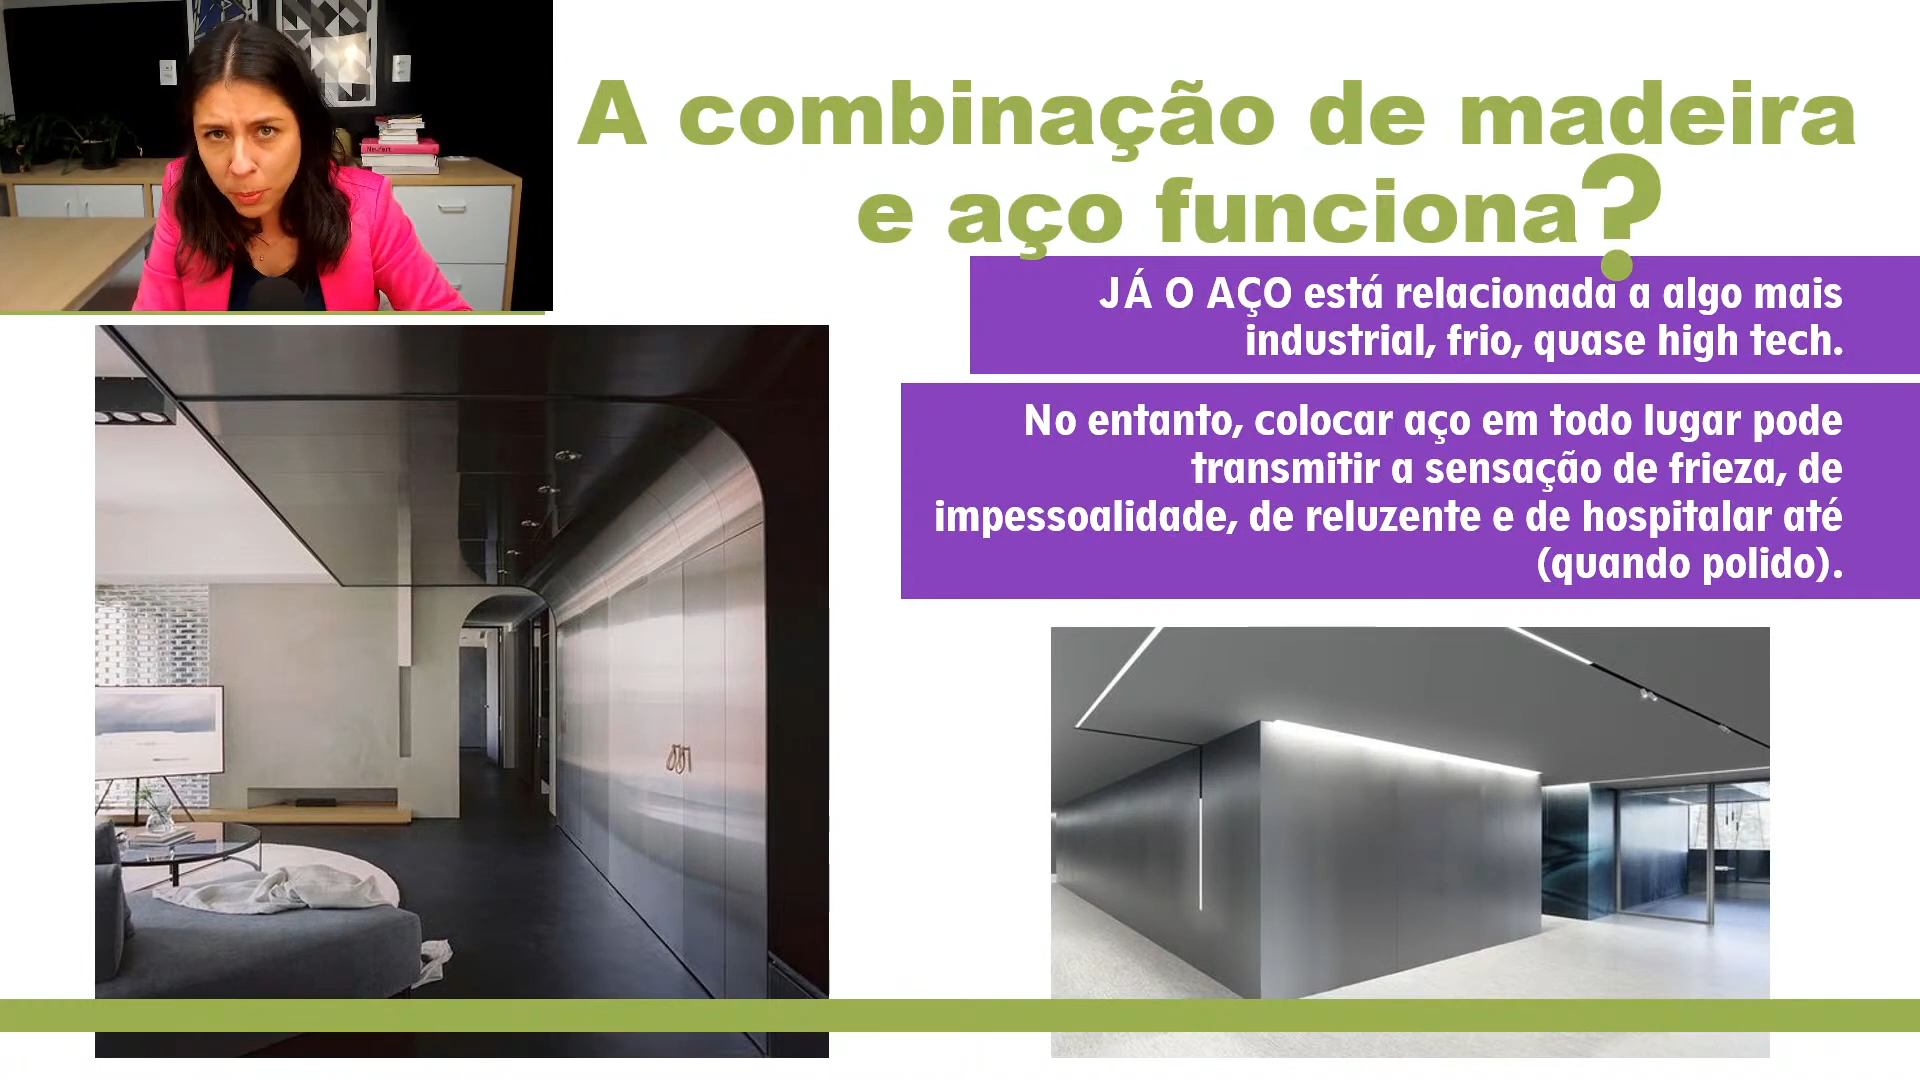 A combinação de madeira
e aço funciona?
JÁ O AÇO está relacionada a algo mais
industrial, frio, quase high tech.
No entanto, colocar aço em todo lugar pode
transmitir a sensação de frieza, de
impessoalidade, de reluzente e de hospitalar até
(quando polido).
Neufert